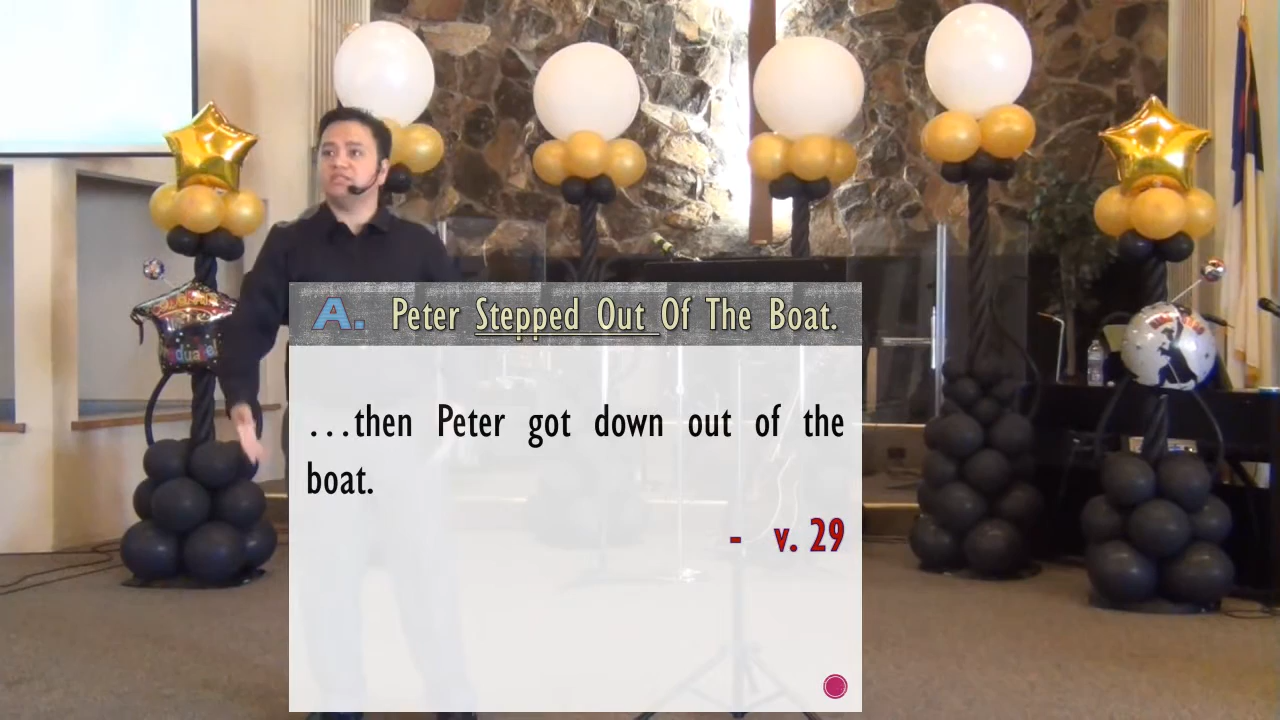 A. Peter Stepped Out Of The Boat.
…then Peter got down out of the
boat.
- v. 29